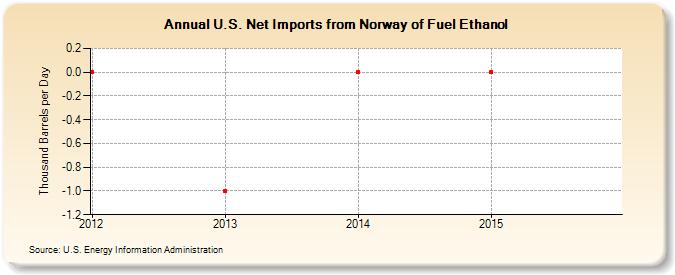 Annual U.S. Net Imports from Norway of Fuel Ethanol
Thousand Barrels per Day
0.2
0.0
-0.2
-0.4
-0.6
-0.8
-1.0
-1.2
2012 2013 2014 2015
Source: U.S. Energy Information Administration